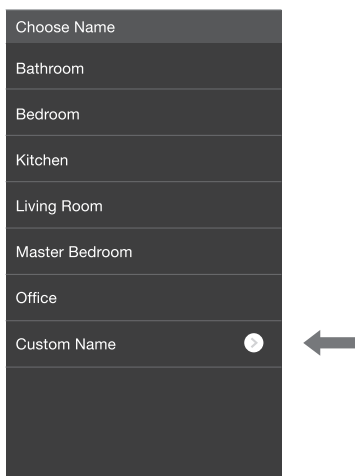 Choose Name
Bathroom
Bedroom
Kitchen
Living Room
Master Bedroom
Office
Custom Name